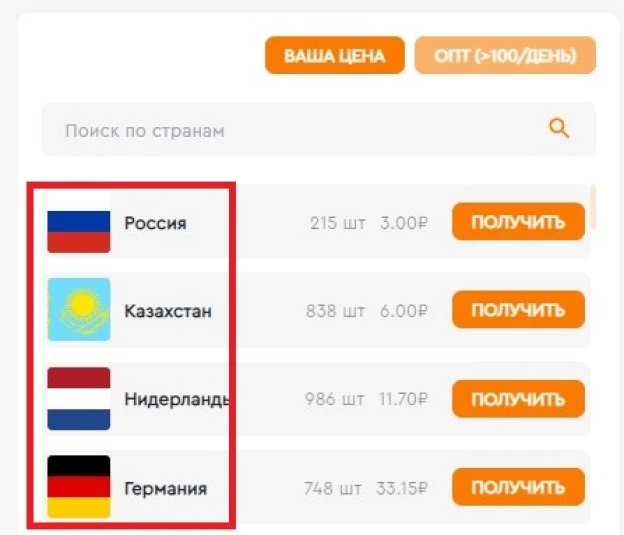 ВАША ЦЕНА ОПТ (>100/ДЕНЬ)
Поиск по странам
Россия 215 шт 3.00₽ ПОЛУЧИТЬ
Казахстан 838 шт 6.00₽ ПОЛУЧИТЬ
Нидерланды 986 шт 11.70₽ ПОЛУЧИТЬ
Германия 748 шт 33.15₽ ПОЛУЧИТЬ